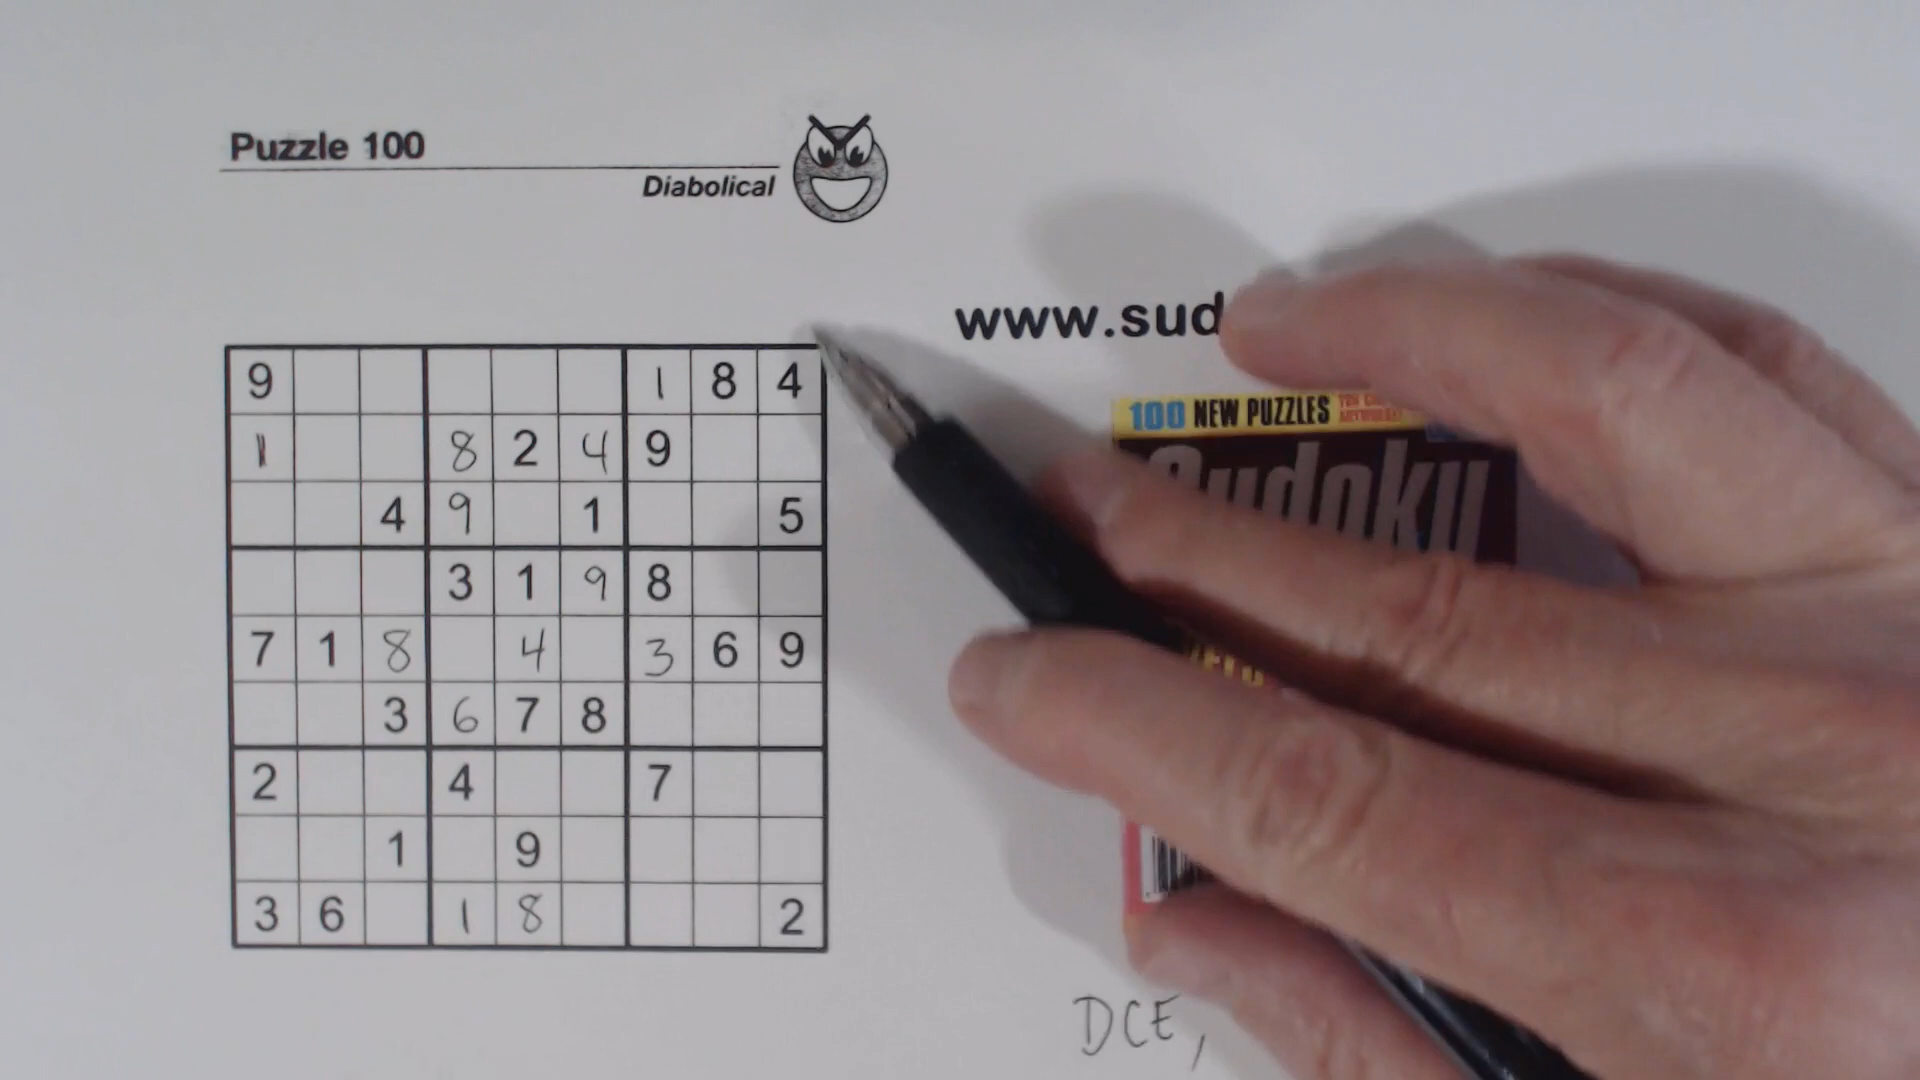 Puzzle 100
Diabolical
www.sud
100 NEW PUZZLES
Sudoku
9 1 8 4
1 8 2 4 9
4 9 1 5
3 1 9 8
7 1 8 4 3 6 9
3 6 7 8
2 4 7
1 9
3 6 1 8 2
DCE,